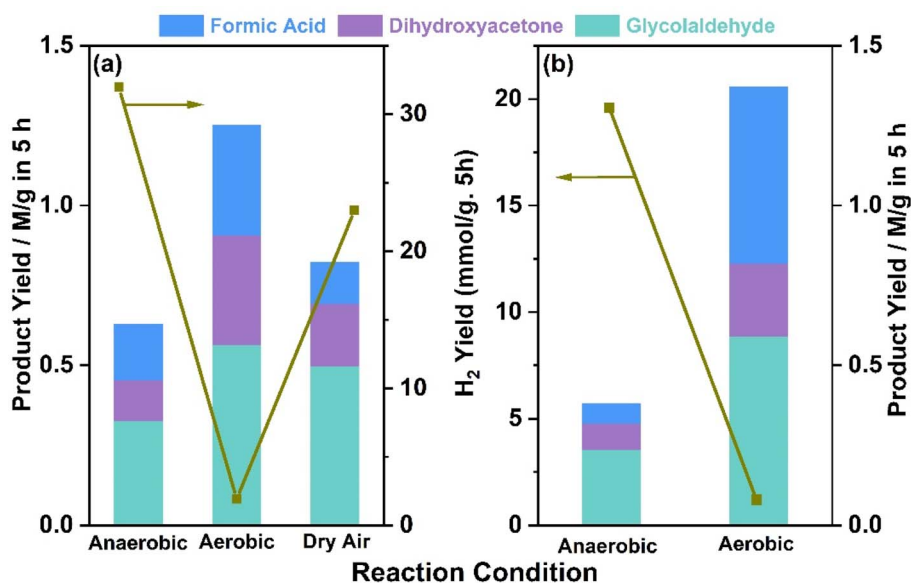 Formic Acid Dihydroxyacetone Glycolaldehyde
(a)
Product Yield / M/g in 5 h
1.5
1.0
0.5
0.0
30
20
10
0
Anaerobic Aerobic Dry Air
H2 Yield (mmol/g. 5h)
(b)
20
15
10
5
0
1.5
1.0
0.5
0.0
Product Yield / M/g in 5 h
Anaerobic Aerobic
Reaction Condition